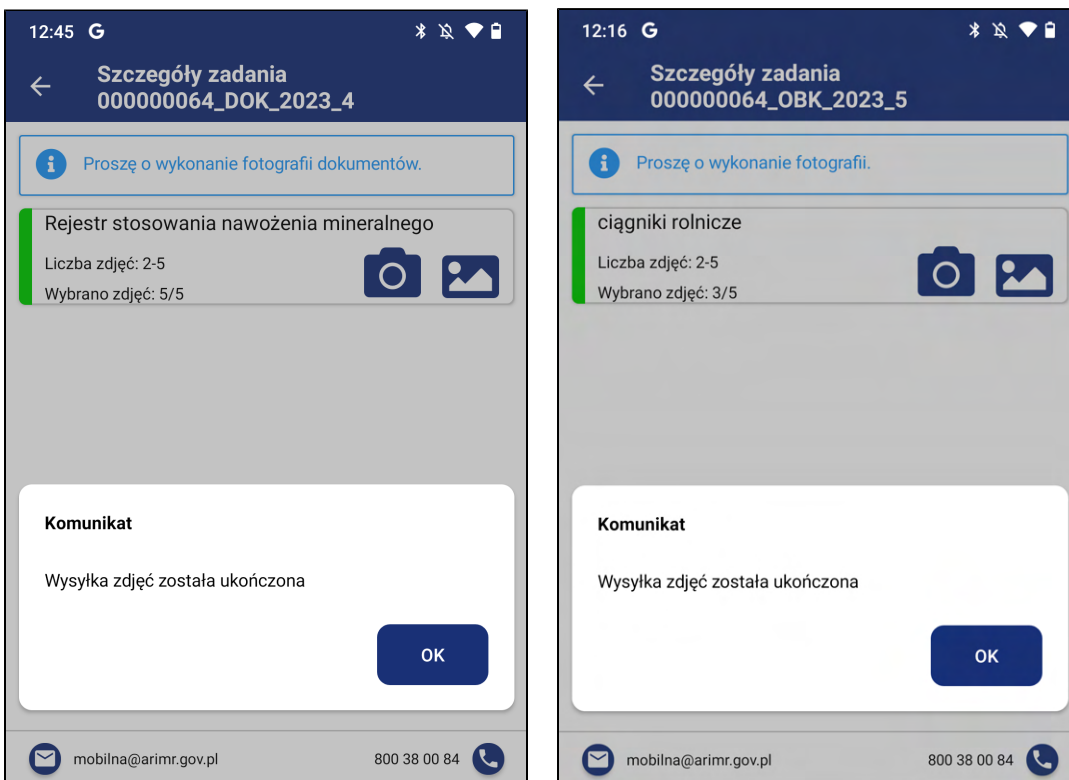 12:45 G
Szczegóły zadania
000000064_DOK_2023_4
Proszę o wykonanie fotografii dokumentów.
Rejestr stosowania nawożenia mineralnego
Liczba zdjęć: 2-5
Wybrano zdjęć: 5/5
Komunikat
Wysyłka zdjęć została ukończona
OK
mobilna@arimr.gov.pl
800 38 00 84
12:16 G
Szczegóły zadania
000000064_OBK_2023_5
Proszę o wykonanie fotografii.
ciągniki rolnicze
Liczba zdjęć: 2-5
Wybrano zdjęć: 3/5
Komunikat
Wysyłka zdjęć została ukończona
OK
mobilna@arimr.gov.pl
800 38 00 84